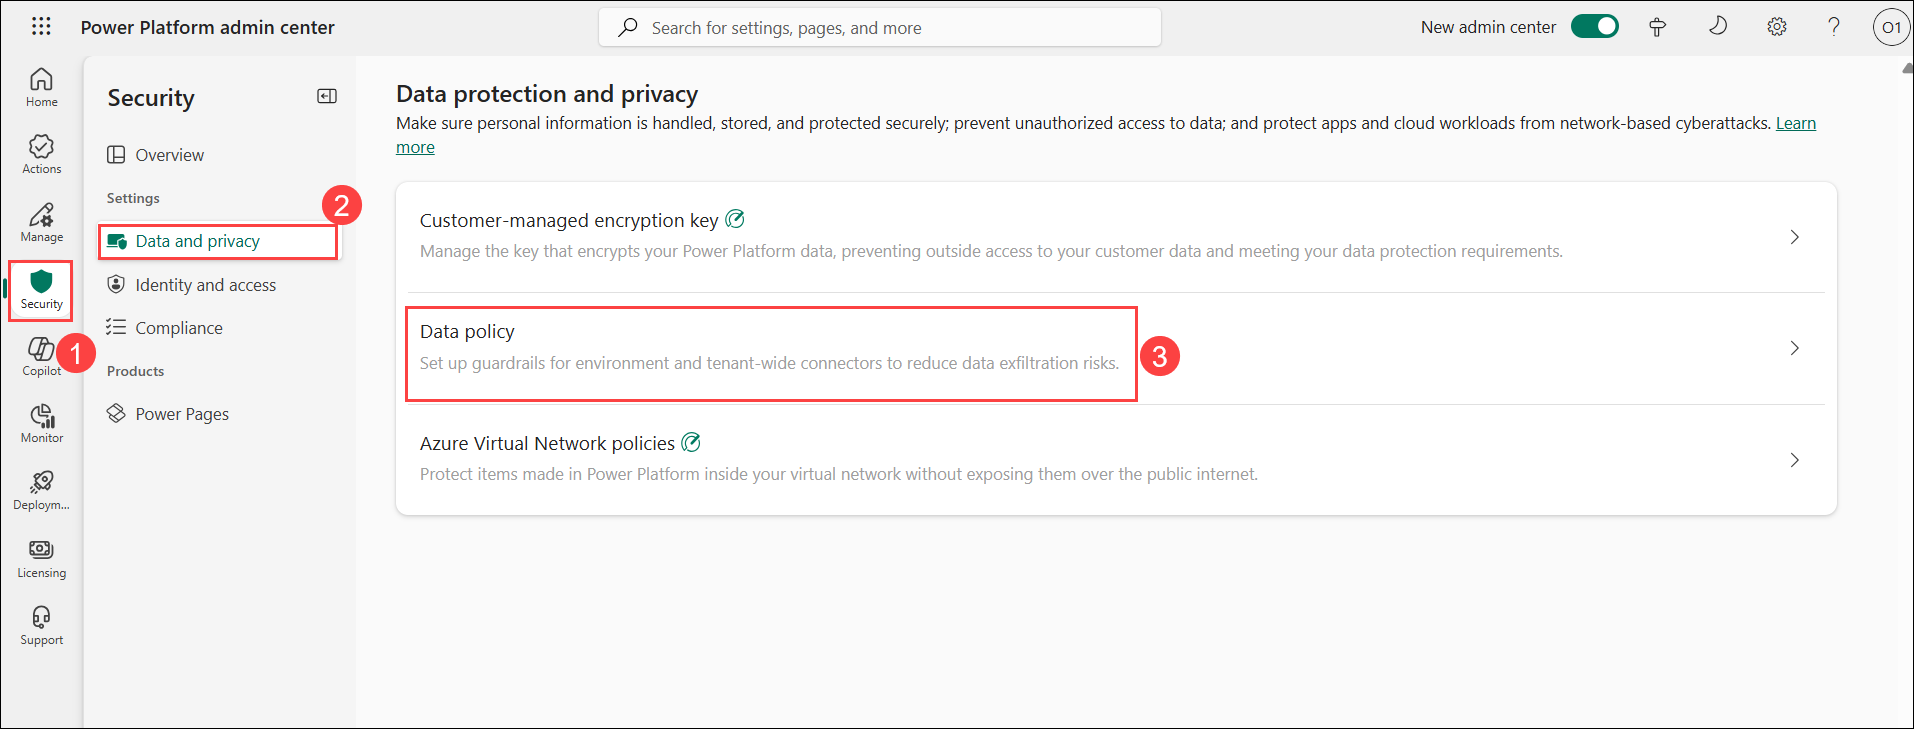 Power Platform admin center
Search for settings, pages, and more
New admin center
O1
Home
Actions
Manage
Security
1
Copilot
Monitor
Deploym...
Licensing
Support
Security
Overview
Settings
2
Data and privacy
Identity and access
Compliance
Products
Power Pages
Data protection and privacy
Make sure personal information is handled, stored, and protected securely; prevent unauthorized access to data; and protect apps and cloud workloads from network-based cyberattacks. Learn
more
Customer-managed encryption key
Manage the key that encrypts your Power Platform data, preventing outside access to your customer data and meeting your data protection requirements.
Data policy
Set up guardrails for environment and tenant-wide connectors to reduce data exfiltration risks.
3
Azure Virtual Network policies
Protect items made in Power Platform inside your virtual network without exposing them over the public internet.